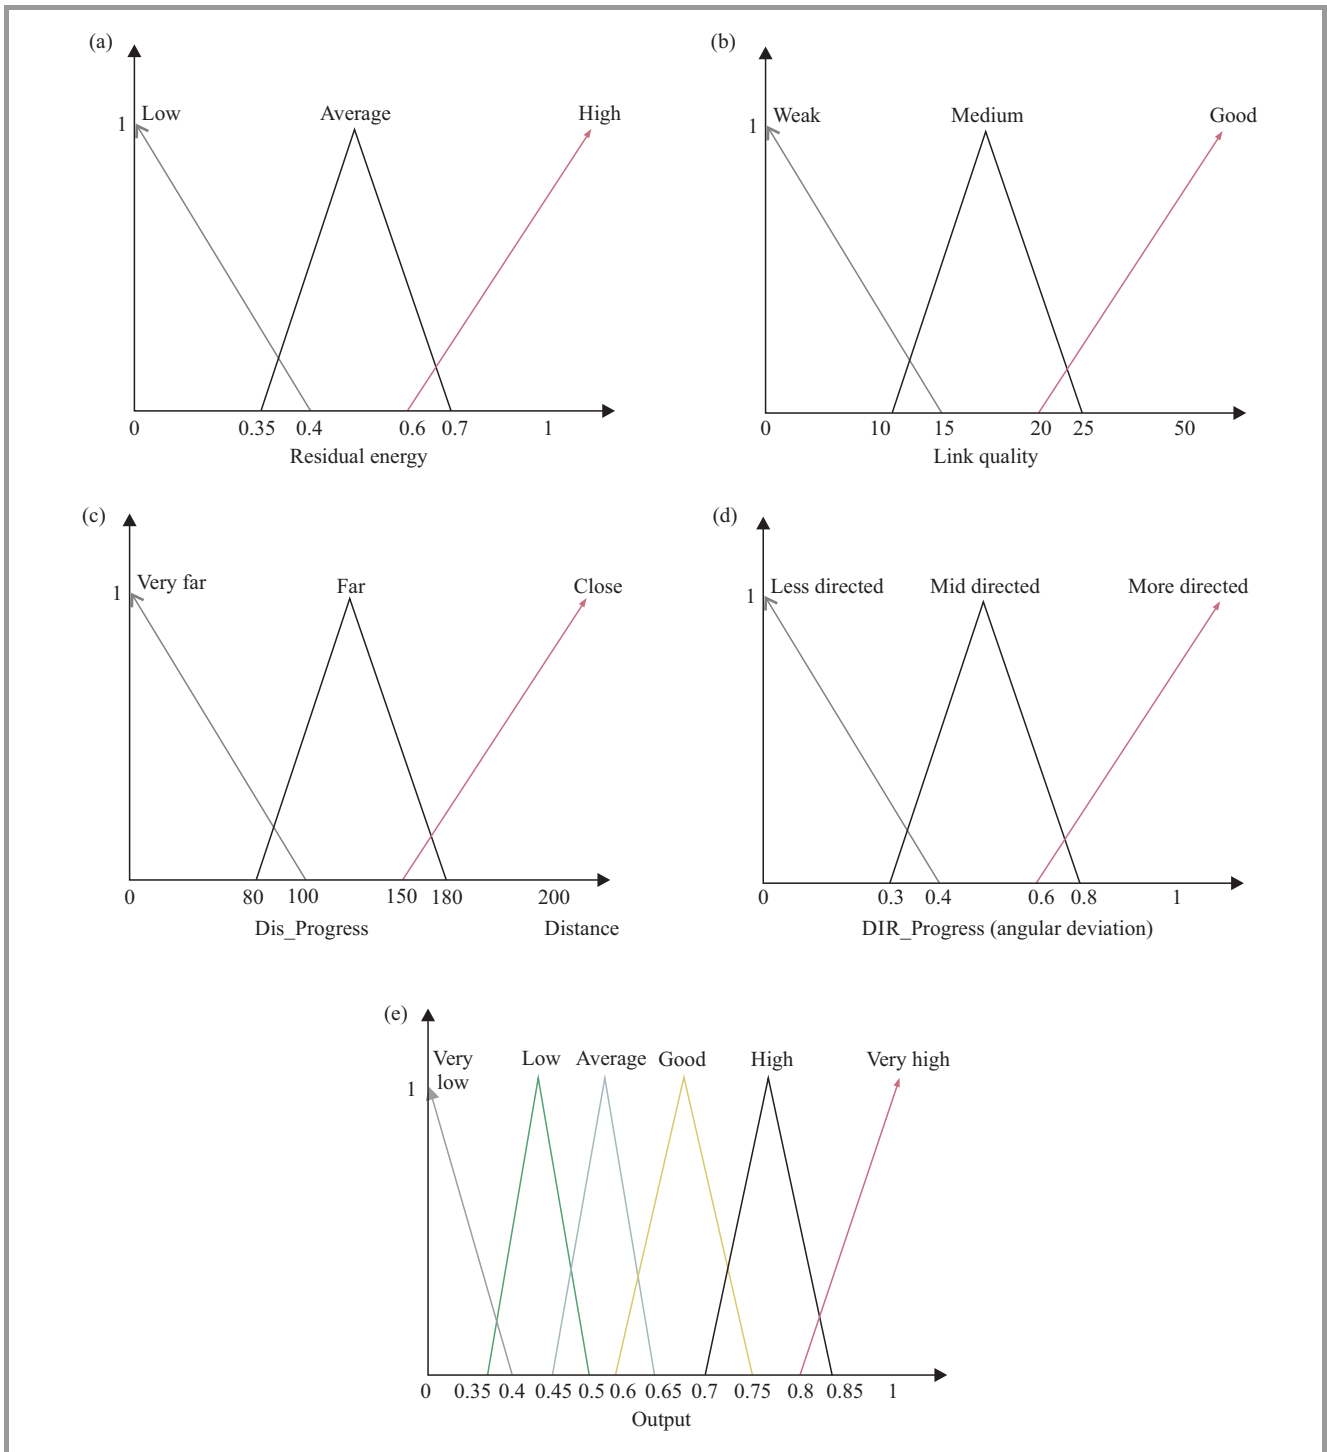 (a)
Low Average High
1
0 0.35 0.4 0.6 0.7 1
Residual energy
(b)
Weak Medium Good
1
0 10 15 20 25 50
Link quality
(c)
Very far Far Close
1
0 80 100 150 180 200
Dis_Progress Distance
(d)
Less directed Mid directed More directed
1
0 0.3 0.4 0.6 0.8 1
DIR_Progress (angular deviation)
(e)
Very low Low Average Good High Very high
1
0 0.35 0.4 0.45 0.5 0.6 0.65 0.7 0.75 0.8 0.85 1
Output